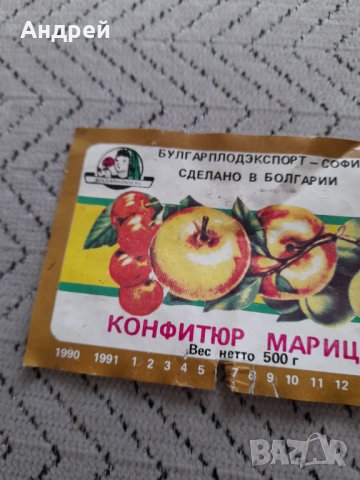 Андрей
БУЛГАРПЛОДЭКСПОРТ – СОФИ
СДЕЛАНО В БОЛГАРИИ
КОНФИТЮР МАРИЦ
Вес нетто 500 г
1990 1991 1 2 3 4 5 7 8 9 10 11 12
BAZAR